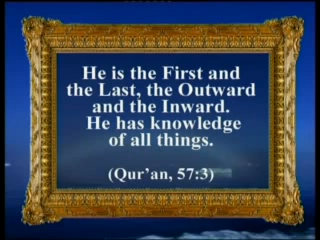 He is the First and
the Last, the Outward
and the Inward.
He has knowledge
of all things.
(Qur'an, 57:3)